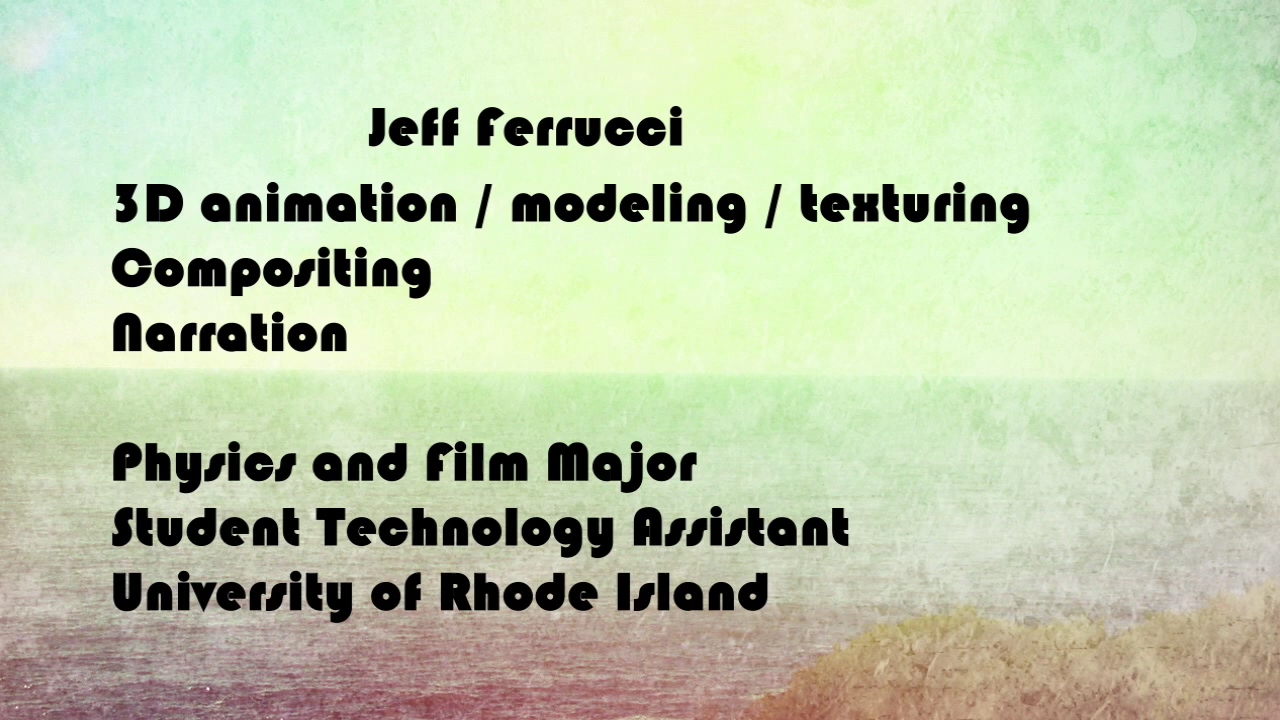 Jeff Ferrucci
3D animation / modeling / texturing
Compositing
Narration
Physics and Film Major
Student Technology Assistant
University of Rhode Island